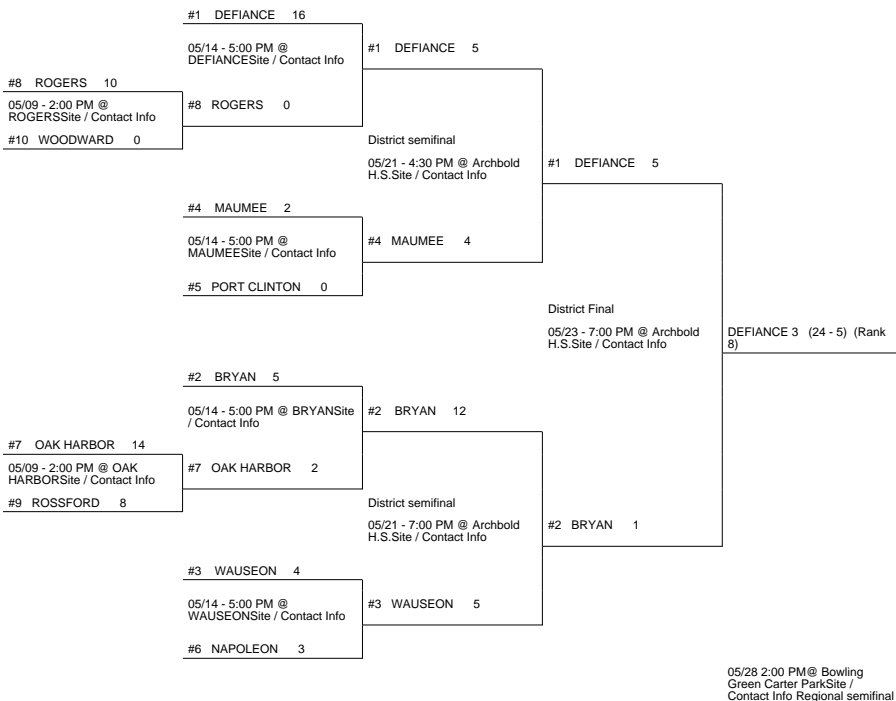 #1 DEFIANCE 16
05/14 - 5:00 PM @
DEFIANCESite / Contact Info
#1 DEFIANCE 5
#8 ROGERS 10
05/09 - 2:00 PM @
ROGERSSite / Contact Info
#8 ROGERS 0
#10 WOODWARD 0
District semifinal
05/21 - 4:30 PM @ Archbold
H.S.Site / Contact Info
#1 DEFIANCE 5
#4 MAUMEE 2
05/14 - 5:00 PM @
MAUMEESite / Contact Info
#4 MAUMEE 4
#5 PORT CLINTON 0
District Final
05/23 - 7:00 PM @ Archbold
H.S.Site / Contact Info
DEFIANCE 3 (24 - 5) (Rank
8)
#2 BRYAN 5
05/14 - 5:00 PM @ BRYANSite
/ Contact Info
#2 BRYAN 12
#7 OAK HARBOR 14
05/09 - 2:00 PM @ OAK
HARBORSite / Contact Info
#7 OAK HARBOR 2
#9 ROSSFORD 8
District semifinal
05/21 - 7:00 PM @ Archbold
H.S.Site / Contact Info
#2 BRYAN 1
#3 WAUSEON 4
05/14 - 5:00 PM @
WAUSEONSite / Contact Info
#3 WAUSEON 5
#6 NAPOLEON 3
05/28 2:00 PM@ Bowling
Green Carter ParkSite /
Contact Info Regional semifinal